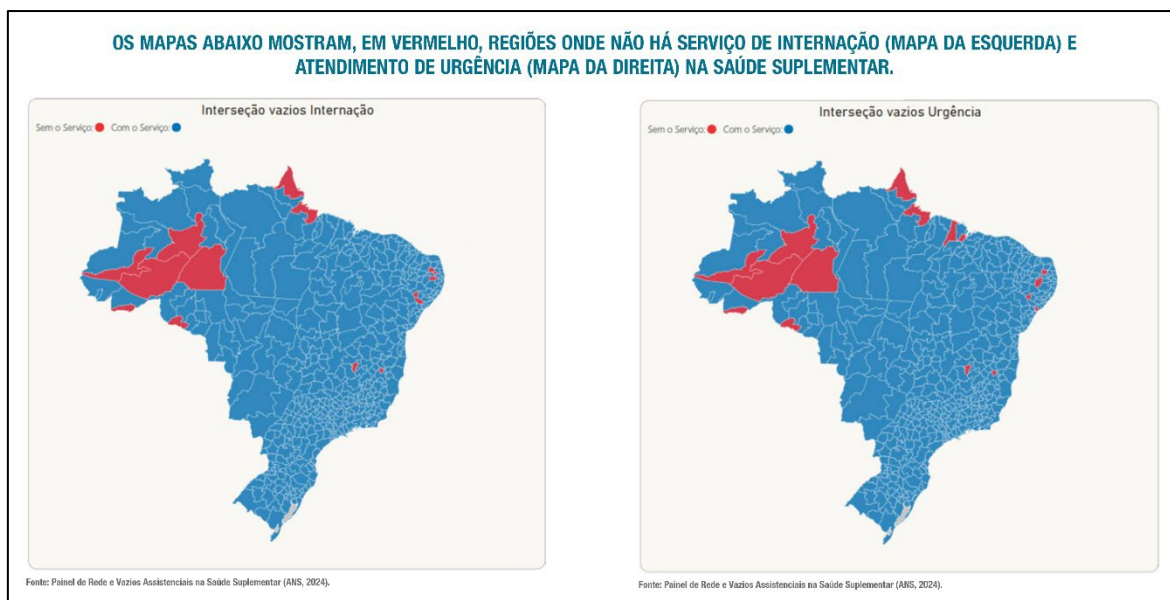 OS MAPAS ABAIXO MOSTRAM, EM VERMELHO, REGIÕES ONDE NÃO HÁ SERVIÇO DE INTERNAÇÃO (MAPA DA ESQUERDA) E
ATENDIMENTO DE URGÊNCIA (MAPA DA DIREITA) NA SAÚDE SUPLEMENTAR.
Interseção vazios Internação
Sem o Serviço: Com o Serviço:
Fonte: Painel de Rede e Vazios Assistenciais na Saúde Suplementar (ANS, 2024).
Interseção vazios Urgência
Sem o Serviço: Com o Serviço:
Fonte: Painel de Rede e Vazios Assistenciais na Saúde Suplementar (ANS, 2024).